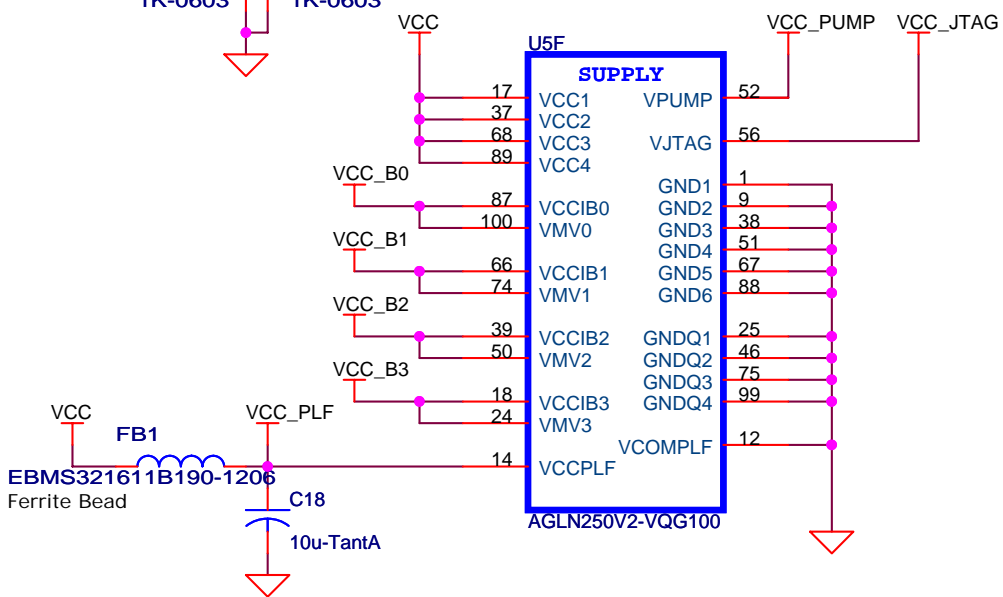 TK-0603
TK-0603
VCC
VCC_PUMP
VCC_JTAG
U5F
SUPPLY
17 VCC1
37 VCC2
68 VCC3
89 VCC4
VPUMP 52
VJTAG 56
VCC_B0
87 VCCIB0
100 VMV0
VCC_B1
66 VCCIB1
74 VMV1
VCC_B2
39 VCCIB2
50 VMV2
VCC_B3
18 VCCIB3
24 VMV3
GND1 1
GND2 9
GND3 38
GND4 51
GND5 67
GND6 88
GNDQ1 25
GNDQ2 46
GNDQ3 75
GNDQ4 99
VCOMPLF 12
VCC
VCC_PLF
FB1
14 VCCPLF
EBMS321611B190-1206
Ferrite Bead
C18
10u-TantA
AGLN250V2-VQG100